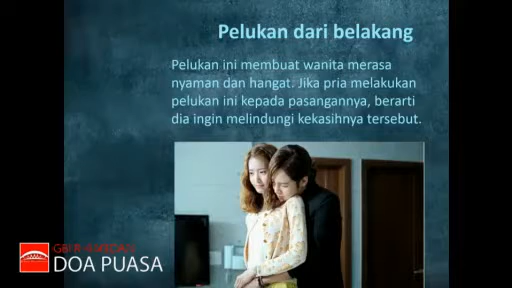 Pelukan dari belakang
Pelukan ini membuat wanita merasa
nyaman dan hangat. Jika pria melakukan
pelukan ini kepada pasangannya, berarti
dia ingin melindungi kekasihnya tersebut.
DOA PUASA